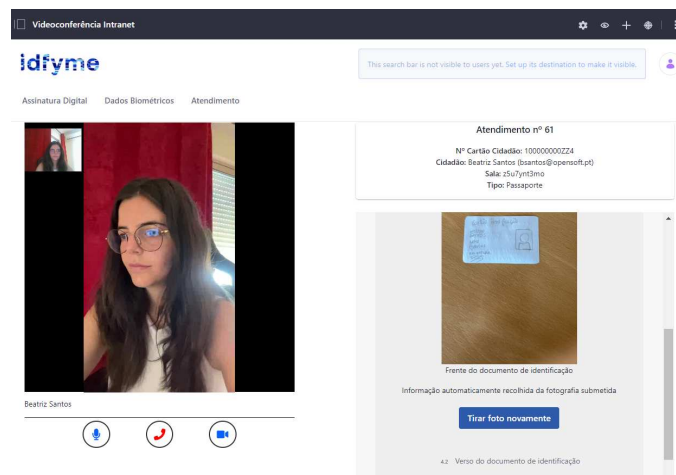 Videoconferência Intranet
idfyme
This search bar is not visible to users yet. Set up its destination to make it visible.
Assinatura Digital Dados Biométricos Atendimento
Atendimento nº 61
Nº Cartão Cidadão: 100000000ZZ4
Cidadão: Beatriz Santos (bsantos@opensoft.pt)
Sala: z5u7ynt3mo
Tipo: Passaporte
Frente do documento de identificação
Informação automaticamente recolhida da fotografia submetida
Beatriz Santos
Tirar foto novamente
4.2 Verso do documento de identificação